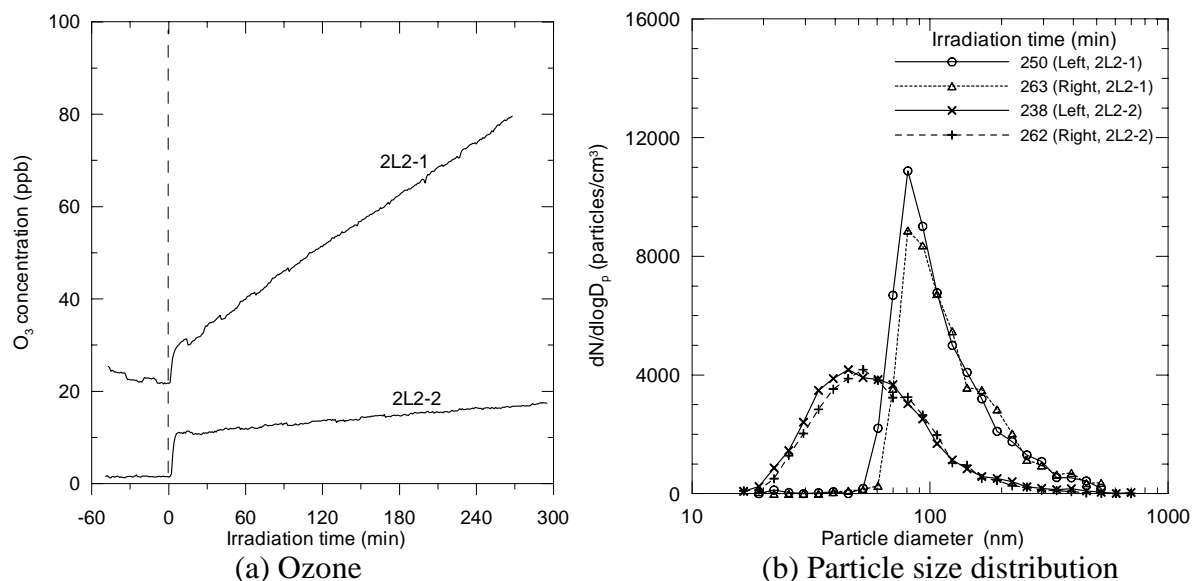 100
80
60
40
20
0
-60 0 60 120 180 240 300
O₃ concentration (ppb)
Irradiation time (min)
2L2-1
2L2-2
(a) Ozone
16000
12000
8000
4000
0
10 100 1000
dN/dlogDₚ (particles/cm³)
Particle diameter (nm)
Irradiation time (min)
250 (Left, 2L2-1)
263 (Right, 2L2-1)
238 (Left, 2L2-2)
262 (Right, 2L2-2)
(b) Particle size distribution